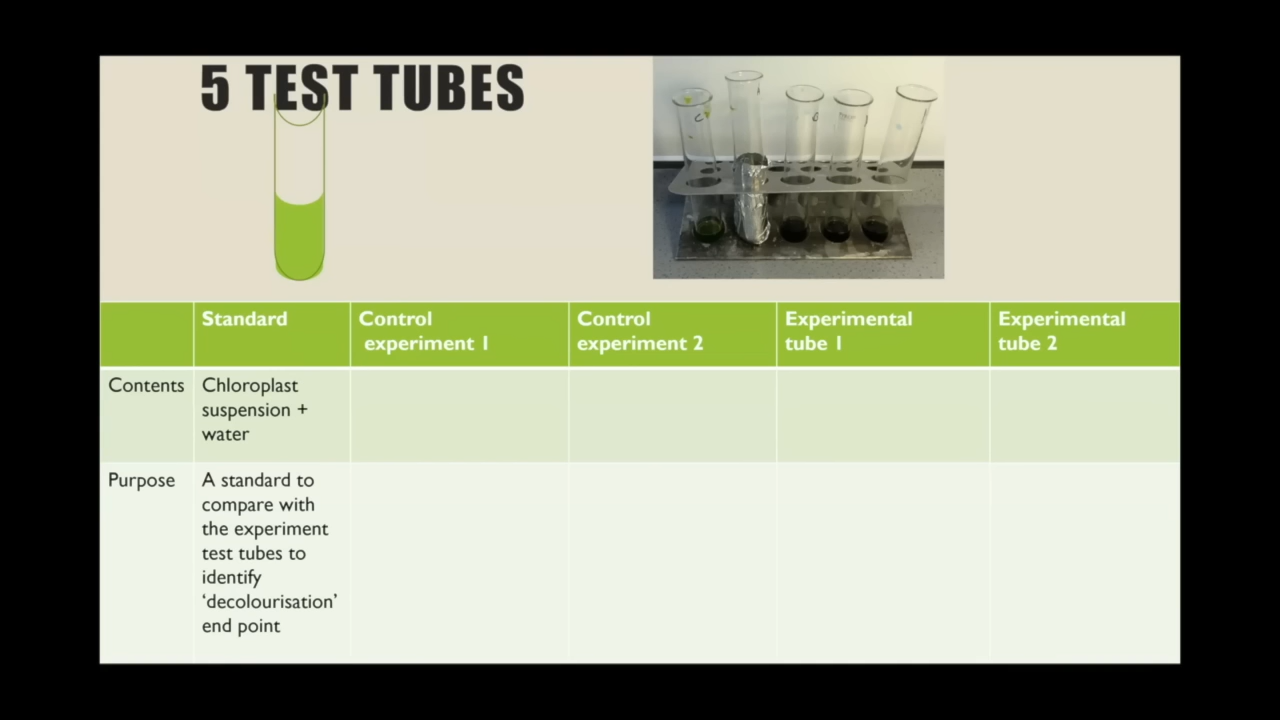 5 TEST TUBES
Standard
Control
experiment 1
Control
experiment 2
Experimental
tube 1
Experimental
tube 2
Contents
Chloroplast
suspension +
water
Purpose
A standard to
compare with
the experiment
test tubes to
identify
‘decolourisation’
end point